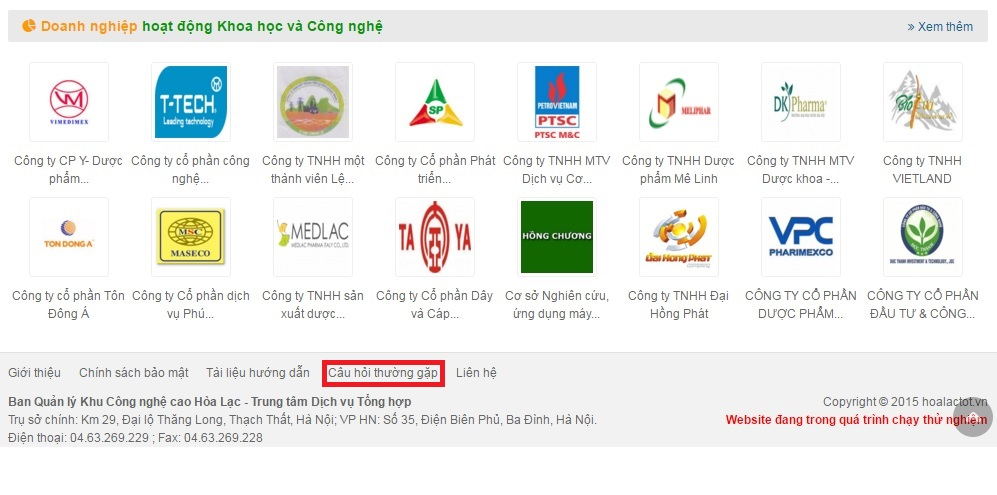 Doanh nghiệp hoạt động Khoa học và Công nghệ
» Xem thêm
VIMEDIMEX
T-TECH
Leading technology
SP
PETROVIETNAM
PTSC
PTSC M&C
MELIPHAR
DK Pharma
Công ty CP Y- Dược phẩm...
Công ty cổ phần công nghệ...
Công ty TNHH một thành viên Lệ...
Công ty Cổ phần Phát triển...
Công ty TNHH MTV Dịch vụ Cơ...
Công ty TNHH Dược phẩm Mê Linh
Công ty TNHH MTV Dược khoa -...
Công ty TNHH VIETLAND
TON DONG A
MSC
MASECO
MEDLAC
MEDLAC PHARMA ITALY CO., LTD
TA YA
HỒNG CHƯƠNG
Đại Hồng Phát
VPC
PHARIMEXCO
Công ty cổ phần Tôn Đông Á
Công ty Cổ phần dịch vụ Phú...
Công ty TNHH sản xuất dược...
Công ty Cổ phần Dây và Cáp...
Cơ sở Nghiên cứu, ứng dụng máy...
Công ty TNHH Đại Hồng Phát
CÔNG TY CỔ PHẦN DƯỢC PHẨM...
CÔNG TY CỔ PHẦN ĐẦU TƯ & CÔNG...
Giới thiệu
Chính sách bảo mật
Tài liệu hướng dẫn
Câu hỏi thường gặp
Liên hệ
Ban Quản lý Khu Công nghệ cao Hòa Lạc - Trung tâm Dịch vụ Tổng hợp
Trụ sở chính: Km 29, Đại lộ Thăng Long, Thạch Thất, Hà Nội; VP HN: Số 35, Điện Biên Phủ, Ba Đình, Hà Nội.
Điện thoại: 04.63.269.229 ; Fax: 04.63.269.228
Copyright © 2015 hoalactot.vn
Website đang trong quá trình chạy thử nghiệm